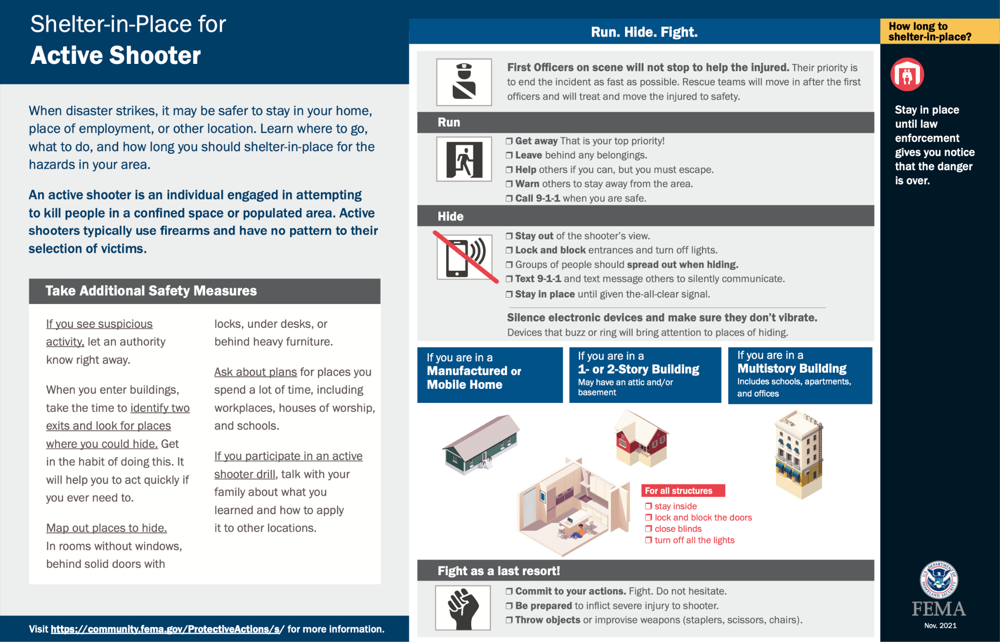 Shelter-in-Place for
Active Shooter
When disaster strikes, it may be safer to stay in your home,
place of employment, or other location. Learn where to go,
what to do, and how long you should shelter-in-place for the
hazards in your area.
An active shooter is an individual engaged in attempting
to kill people in a confined space or populated area. Active
shooters typically use firearms and have no pattern to their
selection of victims.
Take Additional Safety Measures
If you see suspicious
activity, let an authority
know right away.
When you enter buildings,
take the time to identify two
exits and look for places
where you could hide. Get
in the habit of doing this. It
will help you to act quickly if
you ever need to.
Map out places to hide.
In rooms without windows,
behind solid doors with
locks, under desks, or
behind heavy furniture.
Ask about plans for places you
spend a lot of time, including
workplaces, houses of worship,
and schools.
If you participate in an active
shooter drill, talk with your
family about what you
learned and how to apply
it to other locations.
Visit https://community.fema.gov/ProtectiveActions/s/ for more information.
Run. Hide. Fight.
First Officers on scene will not stop to help the injured. Their priority is
to end the incident as fast as possible. Rescue teams will move in after the first
officers and will treat and move the injured to safety.
Run
❒ Get away That is your top priority!
❒ Leave behind any belongings.
❒ Help others if you can, but you must escape.
❒ Warn others to stay away from the area.
❒ Call 9-1-1 when you are safe.
Hide
❒ Stay out of the shooter's view.
❒ Lock and block entrances and turn off lights.
❒ Groups of people should spread out when hiding.
❒ Text 9-1-1 and text message others to silently communicate.
❒ Stay in place until given the-all-clear signal.
Silence electronic devices and make sure they don't vibrate.
Devices that buzz or ring will bring attention to places of hiding.
If you are in a
Manufactured or
Mobile Home
If you are in a
1- or 2-Story Building
May have an attic and/or
basement
If you are in a
Multistory Building
Includes schools, apartments,
and offices
For all structures
❒ stay inside
❒ lock and block the doors
❒ close blinds
❒ turn off all the lights
Fight as a last resort!
❒ Commit to your actions. Fight. Do not hesitate.
❒ Be prepared to inflict severe injury to shooter.
❒ Throw objects or improvise weapons (staplers, scissors, chairs).
How long to
shelter-in-place?
Stay in place
until law
enforcement
gives you notice
that the danger
is over.
U.S. DEPARTMENT OF
HOMELAND SECURITY
FEMA
Nov. 2021